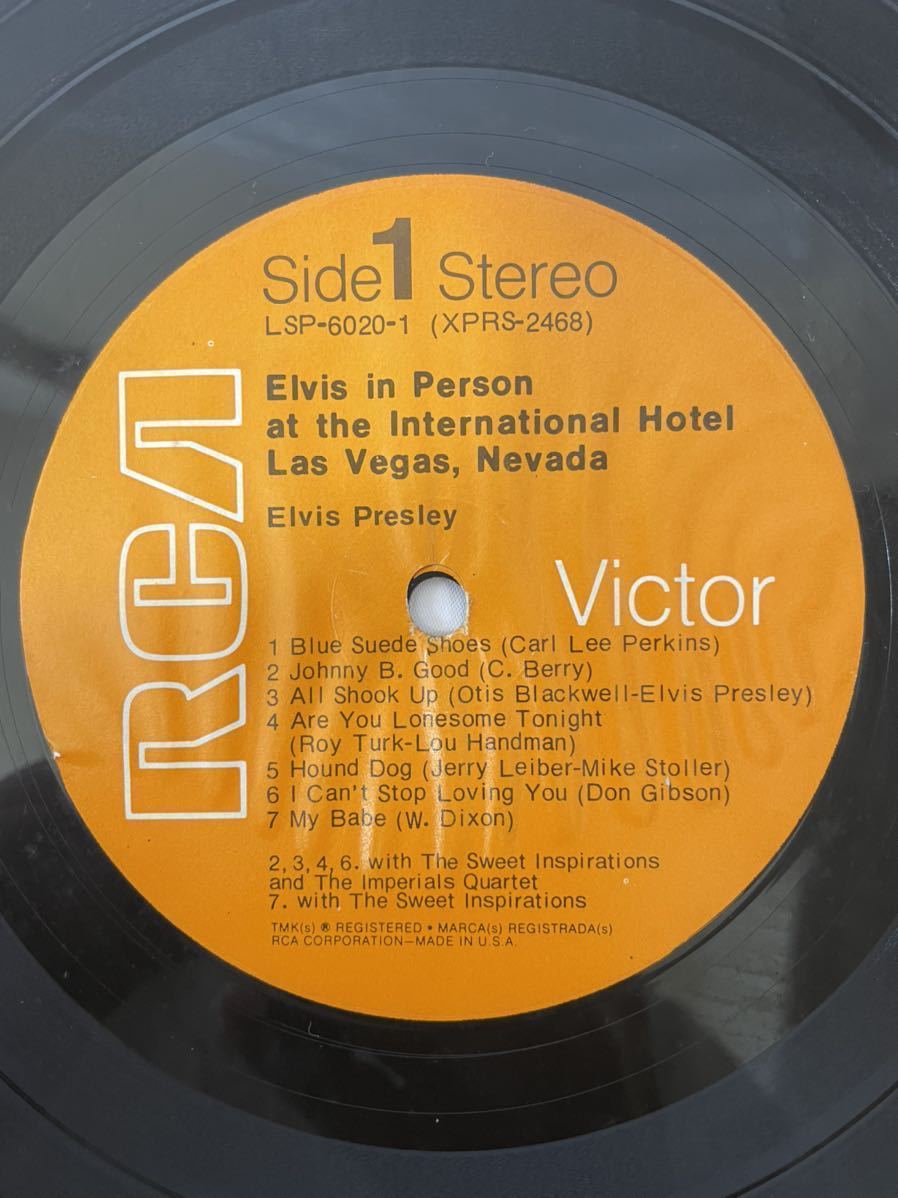 Side 1 Stereo
LSP-6020-1 (XPRS-2468)
Elvis in Person
at the International Hotel
Las Vegas, Nevada
Elvis Presley
RCA
Victor
1 Blue Suede Shoes (Carl Lee Perkins)
2 Johnny B. Good (C. Berry)
3 All Shook Up (Otis Blackwell-Elvis Presley)
4 Are You Lonesome Tonight
(Roy Turk-Lou Handman)
5 Hound Dog (Jerry Leiber-Mike Stoller)
6 I Can't Stop Loving You (Don Gibson)
7 My Babe (W. Dixon)
2,3,4,6. with The Sweet Inspirations
and The Imperials Quartet
7. with The Sweet Inspirations
TMK(s) ® REGISTERED • MARCA(s) REGISTRADA(s)
RCA CORPORATION—MADE IN U.S.A.